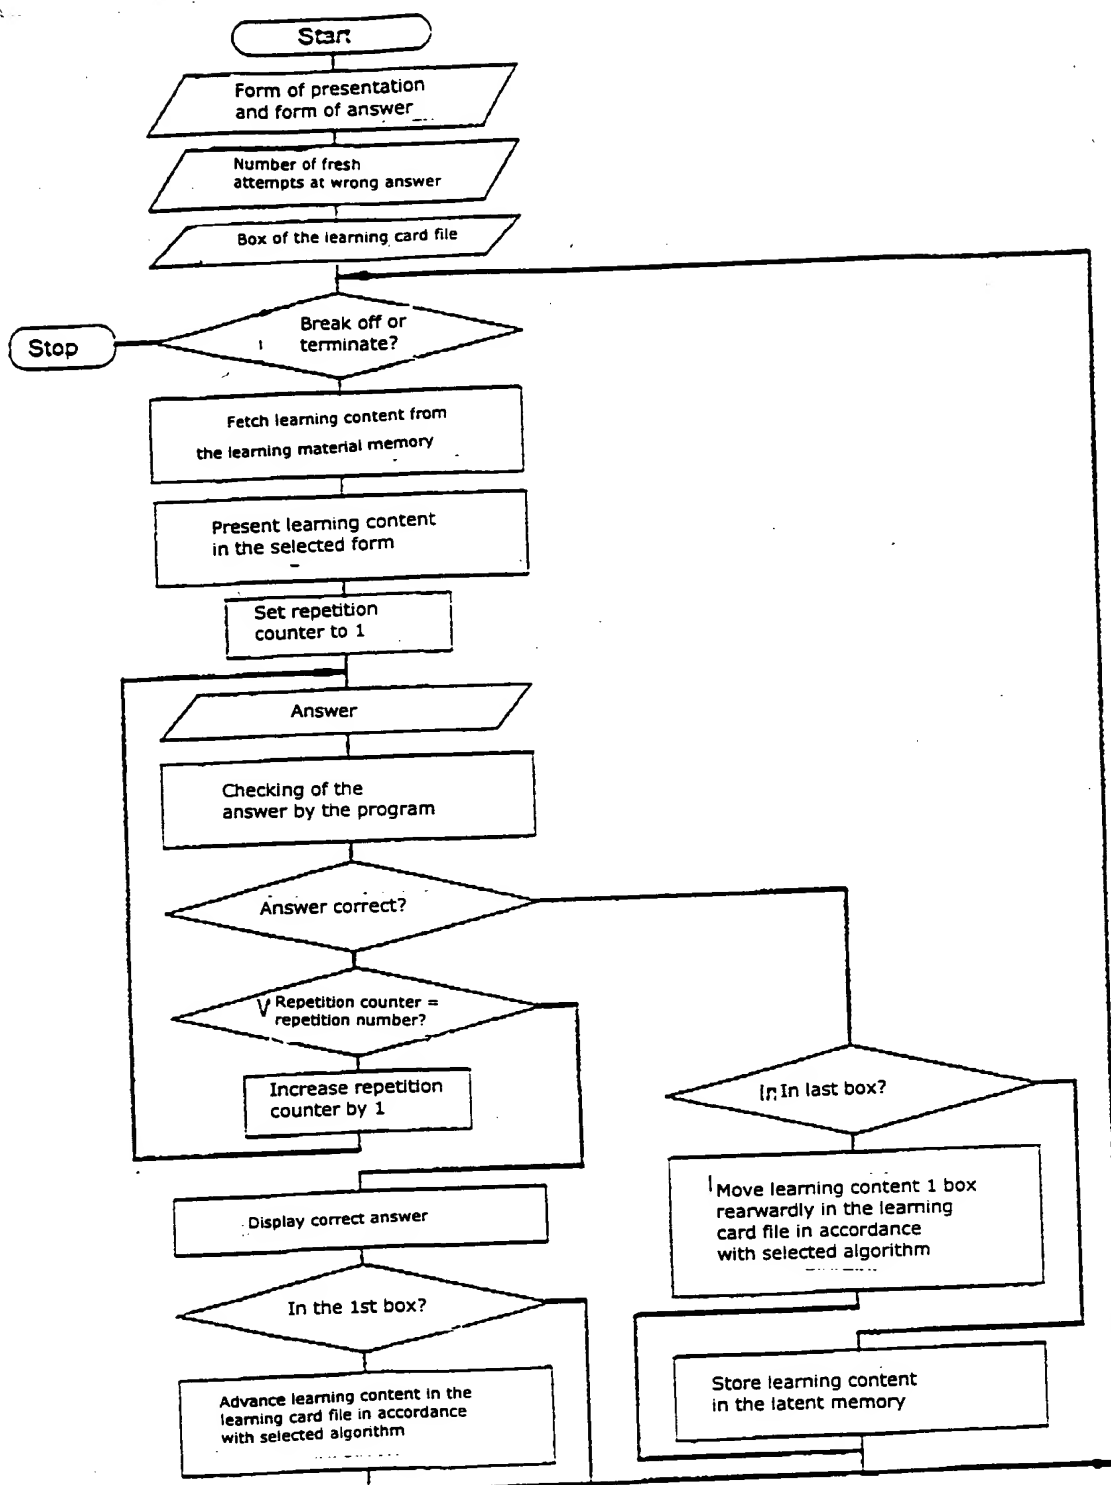 Start
Form of presentation
and form of answer
Number of fresh
attempts at wrong answer
Box of the learning card file
Break off or
terminate?
Stop
Fetch learning content from
the learning material memory
Present learning content
in the selected form
Set repetition
counter to 1
Answer
Checking of the
answer by the program
Answer correct?
Repetition counter =
repetition number?
Increase repetition
counter by 1
In last box?
Move learning content 1 box
rearwardly in the learning
card file in accordance
with selected algorithm
Display correct answer
In the 1st box?
Store learning content
in the latent memory
Advance learning content in the
learning card file in accordance
with selected algorithm